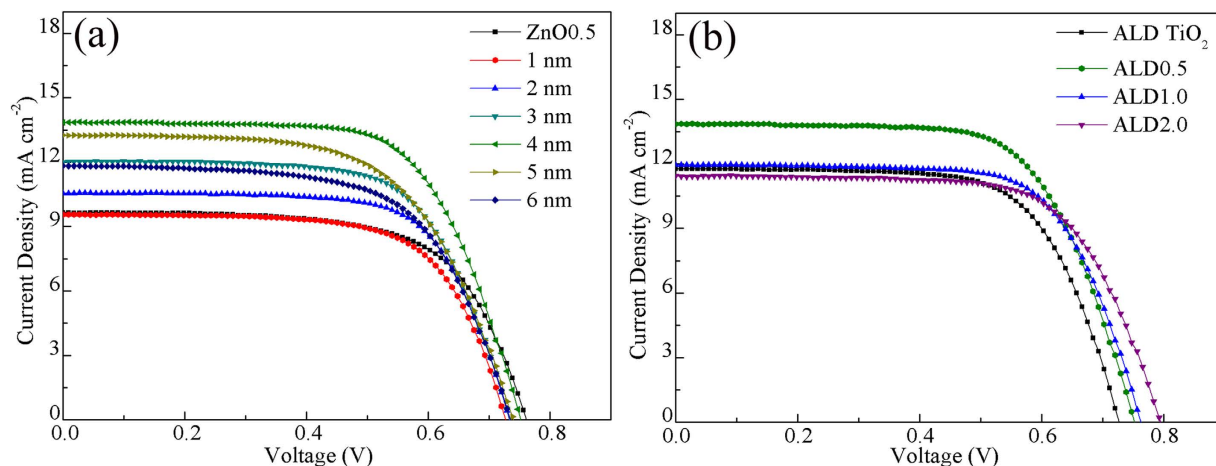 (a)
ZnO0.5
1 nm
2 nm
3 nm
4 nm
5 nm
6 nm
Current Density (mA cm⁻²)
18
15
12
9
6
3
0
0.0 0.2 0.4 0.6 0.8
Voltage (V)
(b)
ALD TiO₂
ALD0.5
ALD1.0
ALD2.0
Current Density (mA cm⁻²)
18
15
12
9
6
3
0
0.0 0.2 0.4 0.6 0.8
Voltage (V)